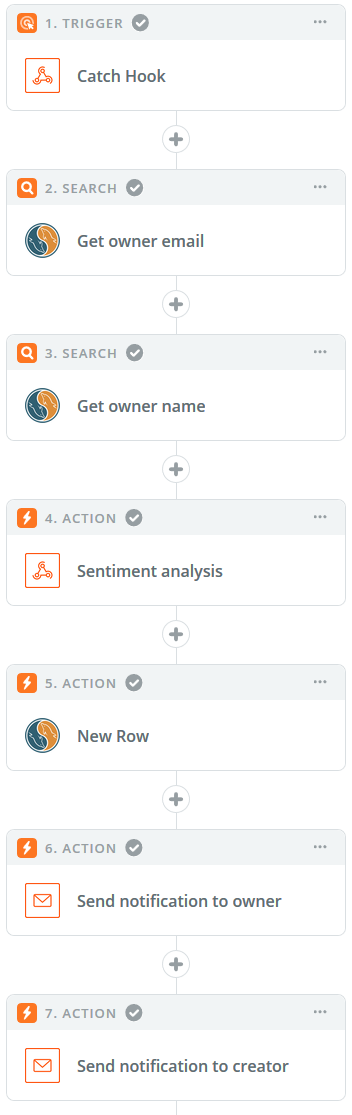 1. TRIGGER
Catch Hook
2. SEARCH
Get owner email
3. SEARCH
Get owner name
4. ACTION
Sentiment analysis
5. ACTION
New Row
6. ACTION
Send notification to owner
7. ACTION
Send notification to creator